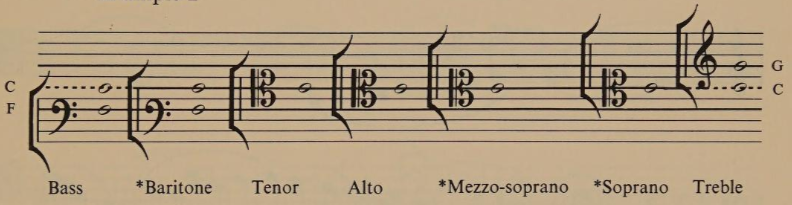 C
F
G
C
Bass *Baritone Tenor Alto *Mezzo-soprano *Soprano Treble